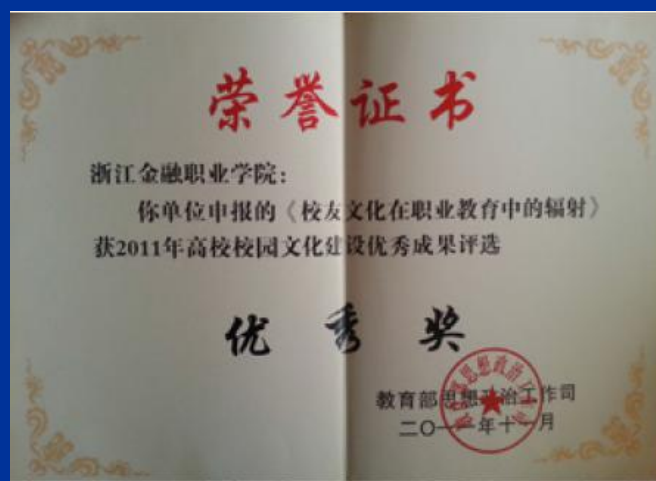 荣誉证书
浙江金融职业学院：
你单位申报的《校友文化在职业教育中的辐射》
获2011年高校校园文化建设优秀成果评选
优秀奖
教育部思想政治工作司
二〇一一年十一月